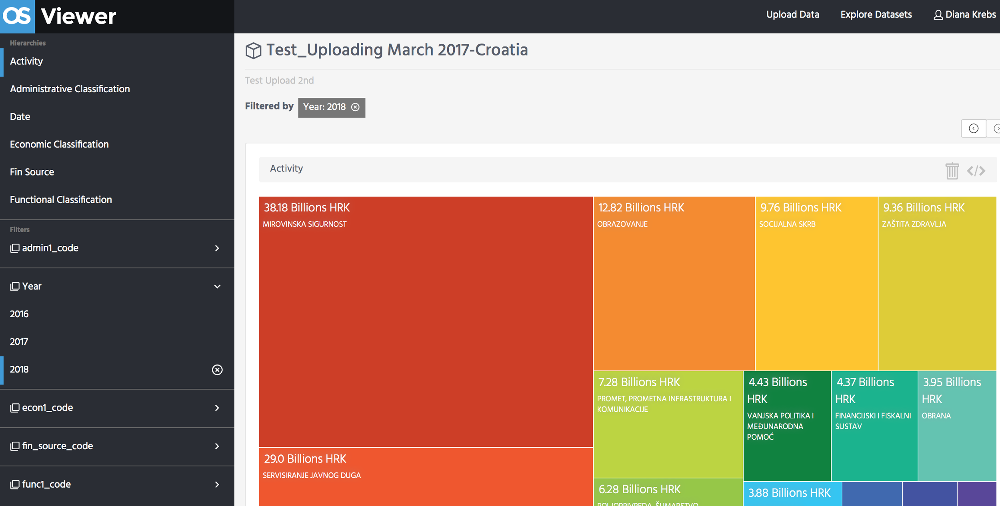 OS Viewer
Upload Data
Explore Datasets
Diana Krebs
Hierarchies
Activity
Administrative Classification
Date
Economic Classification
Fin Source
Functional Classification
Filters
admin1_code
Year
2016
2017
2018
econ1_code
fin_source_code
func1_code
Test_Uploading March 2017-Croatia
Test Upload 2nd
Filtered by Year: 2018
Activity
38.18 Billions HRK
MIROVINSKA SIGURNOST
29.0 Billions HRK
SERVISIRANJE JAVNOG DUGA
12.82 Billions HRK
OBRAZOVANJE
9.76 Billions HRK
SOCIJALNA SKRB
9.36 Billions HRK
ZAŠTITA ZDRAVLJA
7.28 Billions HRK
PROMET, PROMETNA INFRASTRUKTURA I
KOMUNIKACIJE
4.43 Billions
HRK
VANJSKA POLITIKA I
MEĐUNARODNA
POMOĆ
4.37 Billions
HRK
FINANCIJSKI I FISKALNI
SUSTAV
3.95 Billions
HRK
OBRANA
6.28 Billions HRK
POLJOPRIVREDA, ŠUMARSTVO
3.88 Billions HRK